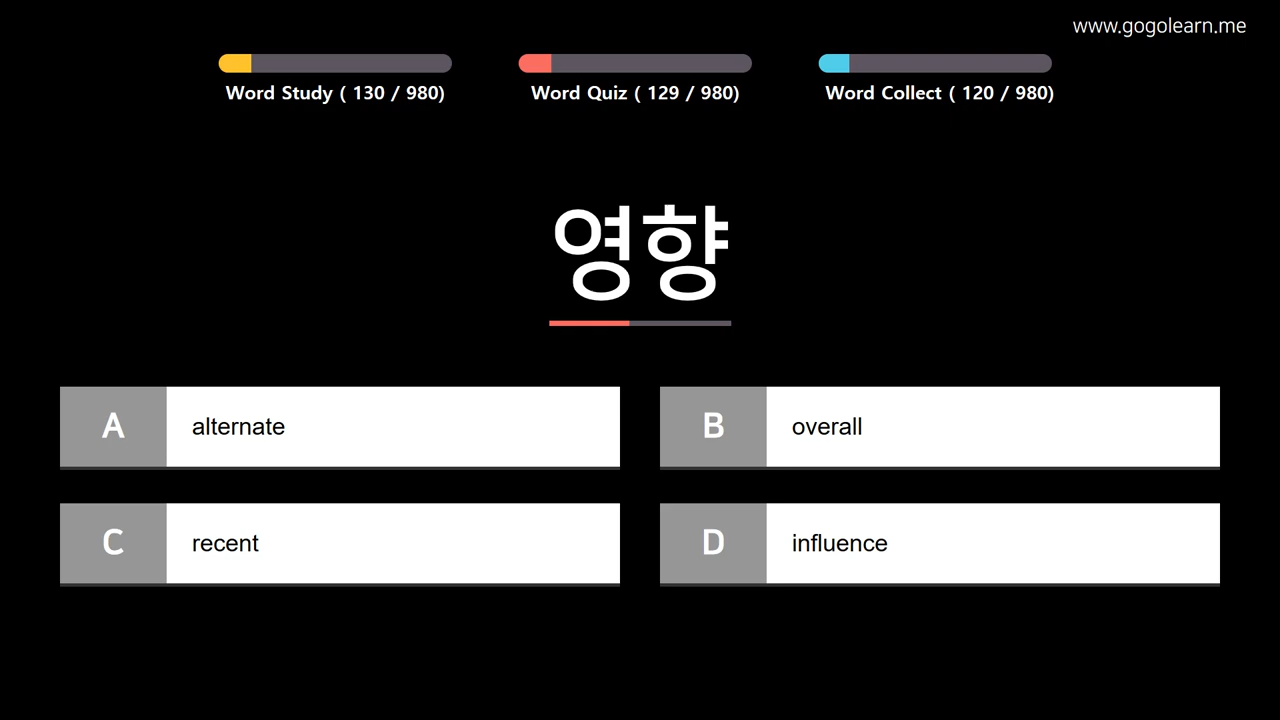 www.gogolearn.me
Word Study ( 130 / 980)
Word Quiz ( 129 / 980)
Word Collect ( 120 / 980)
영향
A
alternate
B
overall
C
recent
D
influence